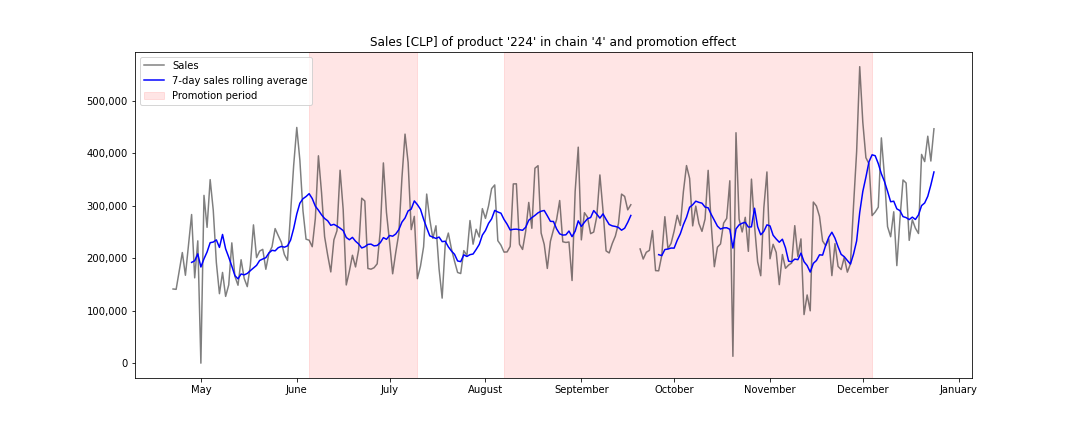 Sales [CLP] of product '224' in chain '4' and promotion effect
Sales
7-day sales rolling average
Promotion period
500,000
400,000
300,000
200,000
100,000
0
May June July August September October November December January